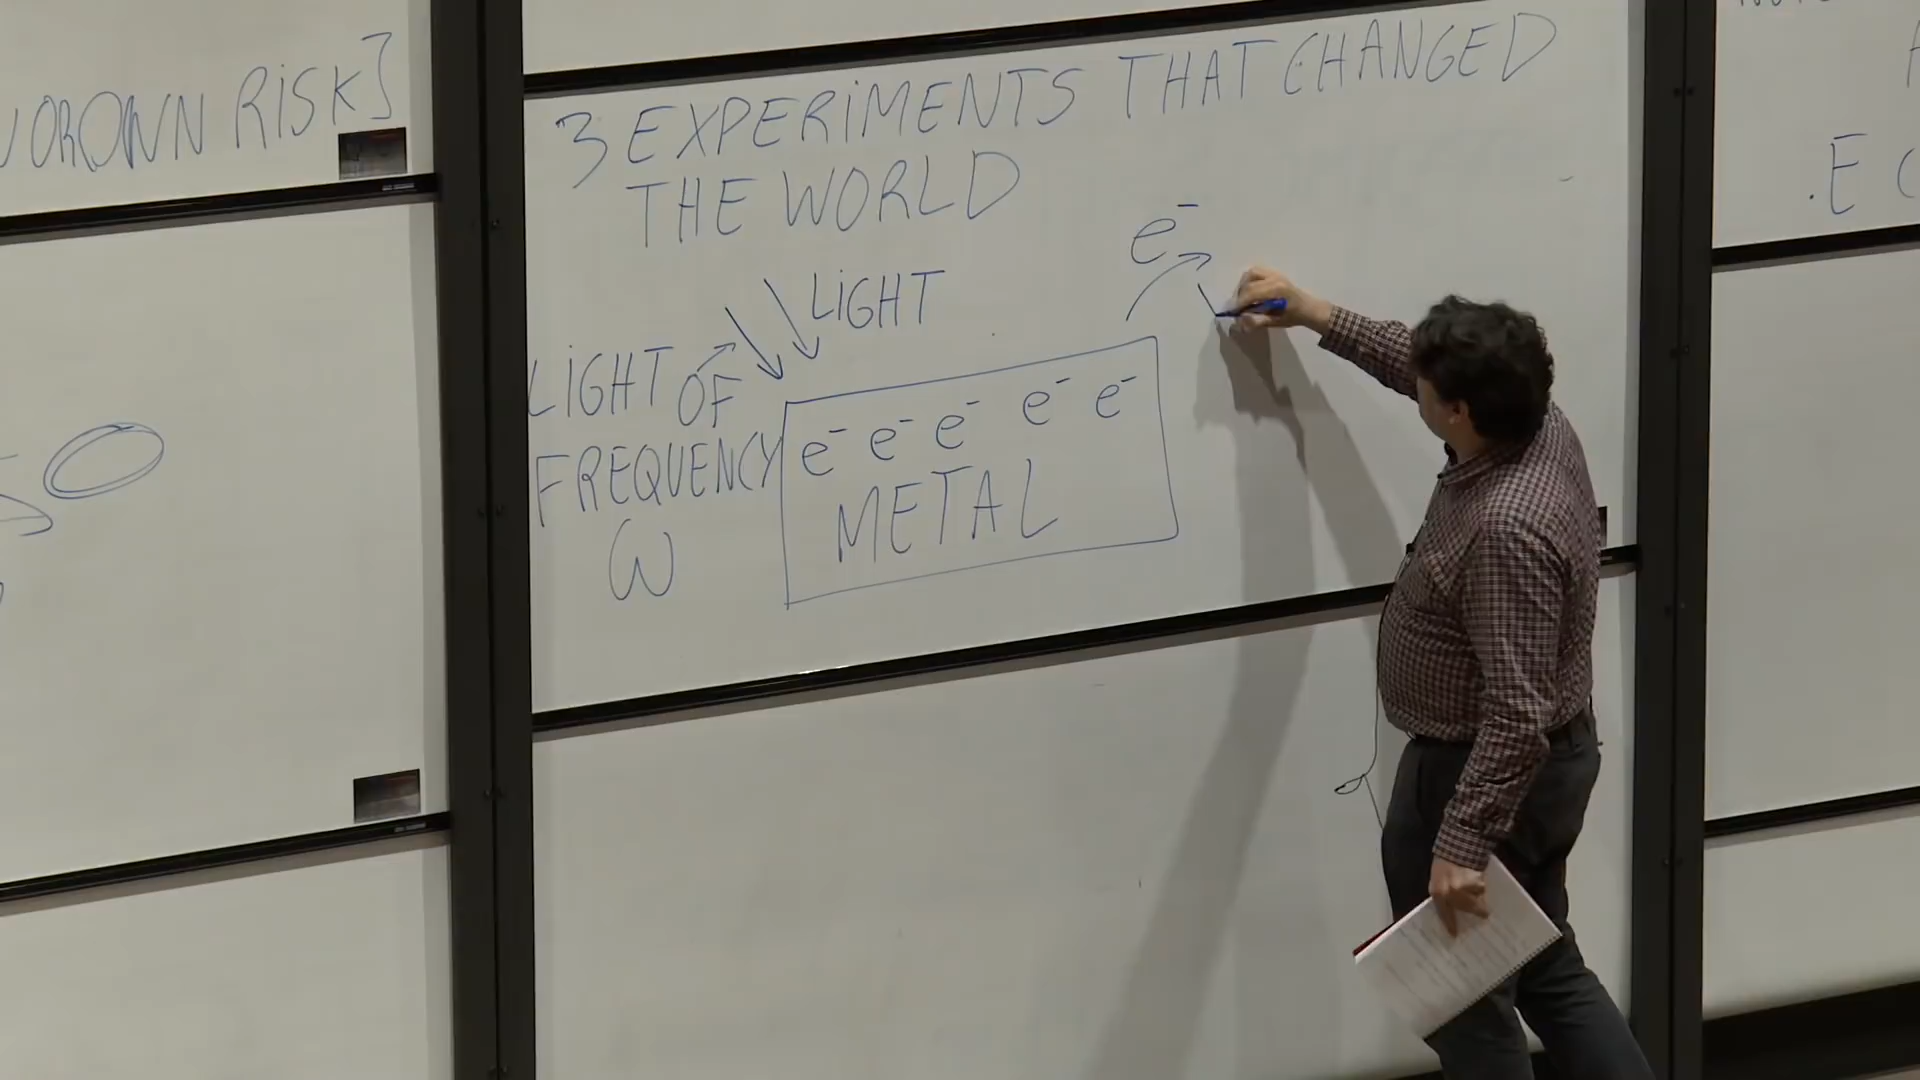 RiSK]
3 EXPERiMENTS THAT CHANGED
THE WORLD
e⁻
LiGHT
LiGHT OF
FREQUENCY
ω
e⁻ e⁻ e⁻ e⁻ e⁻
METAL
.E